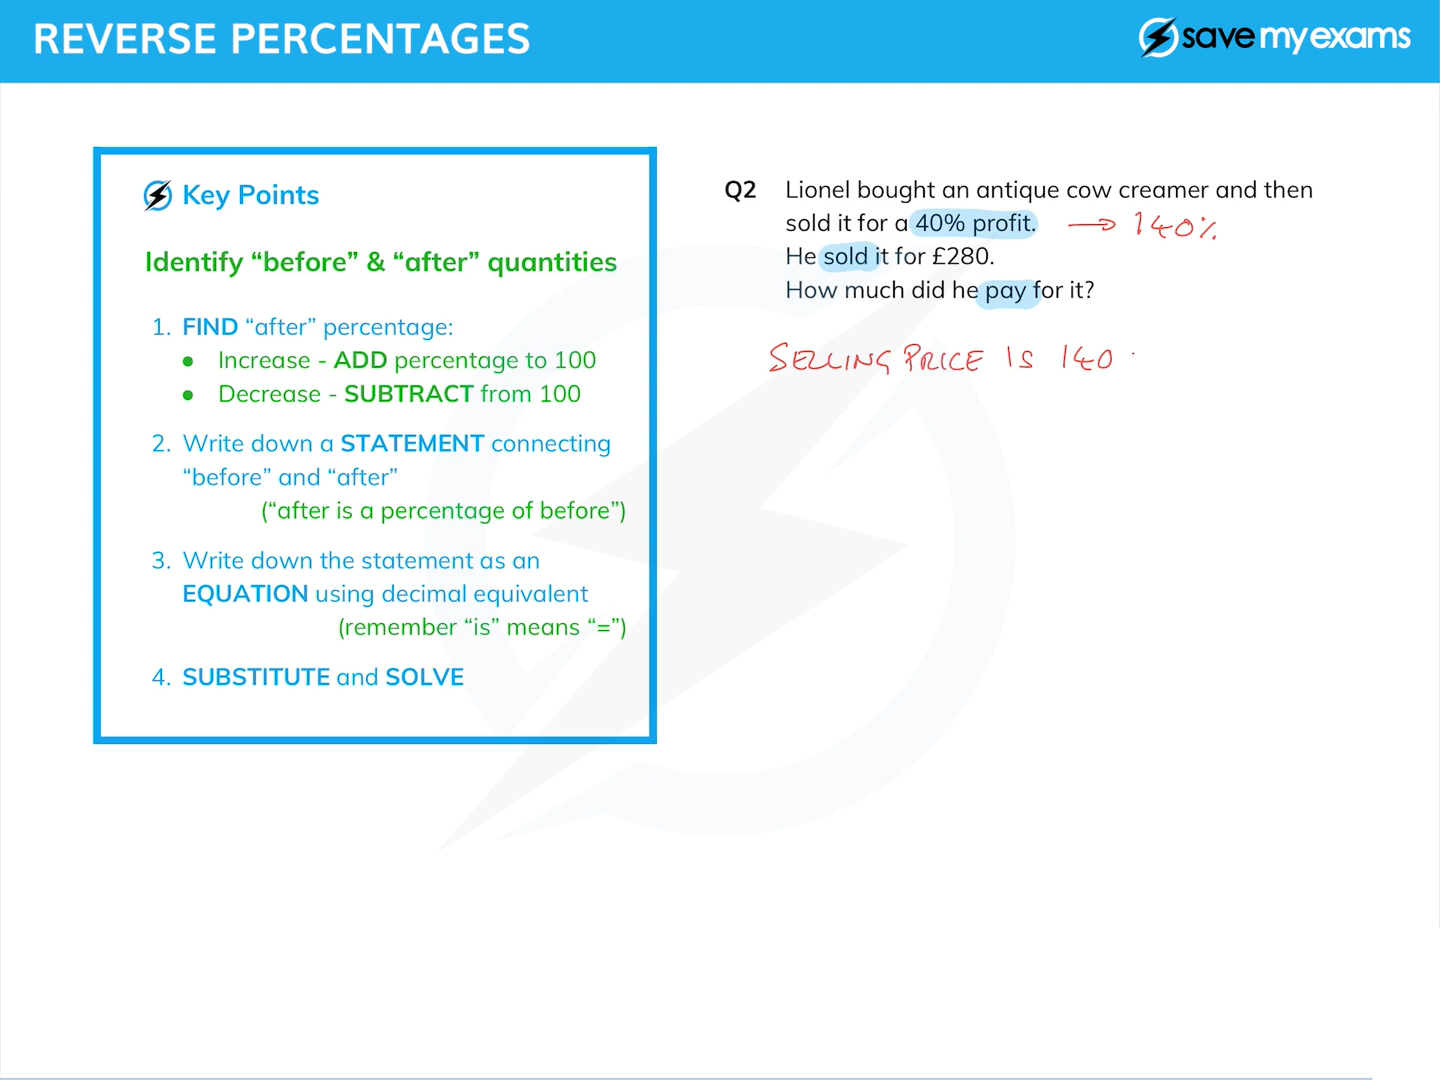 REVERSE PERCENTAGES
save my exams
Key Points
Identify “before” & “after” quantities
1. FIND “after” percentage:
● Increase - ADD percentage to 100
● Decrease - SUBTRACT from 100
2. Write down a STATEMENT connecting
“before” and “after”
(“after is a percentage of before”)
3. Write down the statement as an
EQUATION using decimal equivalent
(remember “is” means “=”)
4. SUBSTITUTE and SOLVE
Q2 Lionel bought an antique cow creamer and then
sold it for a 40% profit. → 140%
He sold it for £280.
How much did he pay for it?
SELLING PRICE IS 140